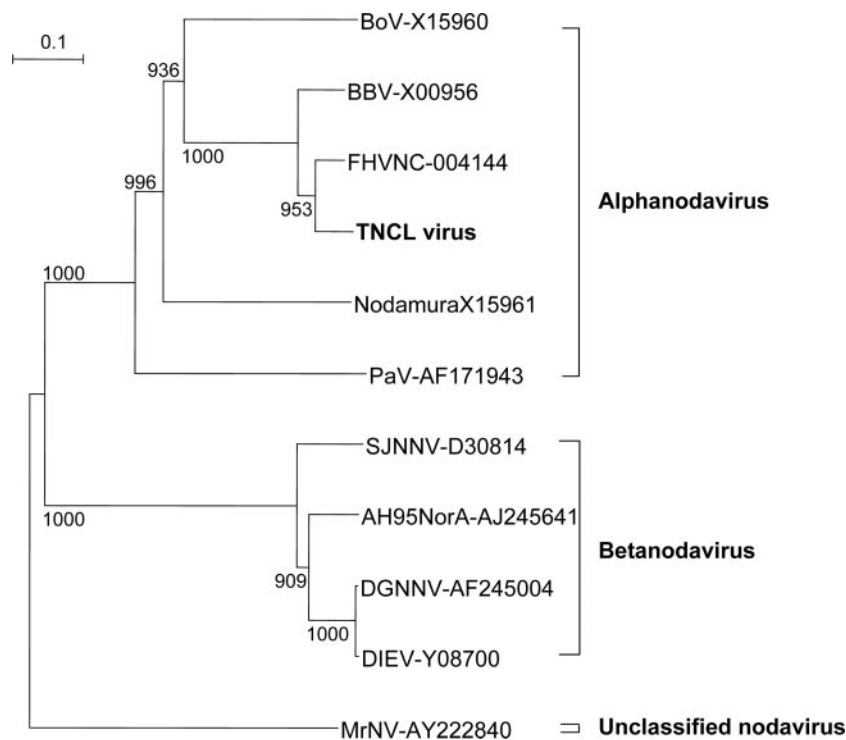 BoV-X15960
0.1
936
BBV-X00956
1000
FHVNC-004144
996
Alphanodavirus
953
TNCL virus
1000
NodamuraX15961
PaV-AF171943
SJNNV-D30814
1000
AH95NorA-AJ245641
Betanodavirus
909
DGNNV-AF245004
1000
DIEV-Y08700
MrNV-AY222840
Unclassified nodavirus